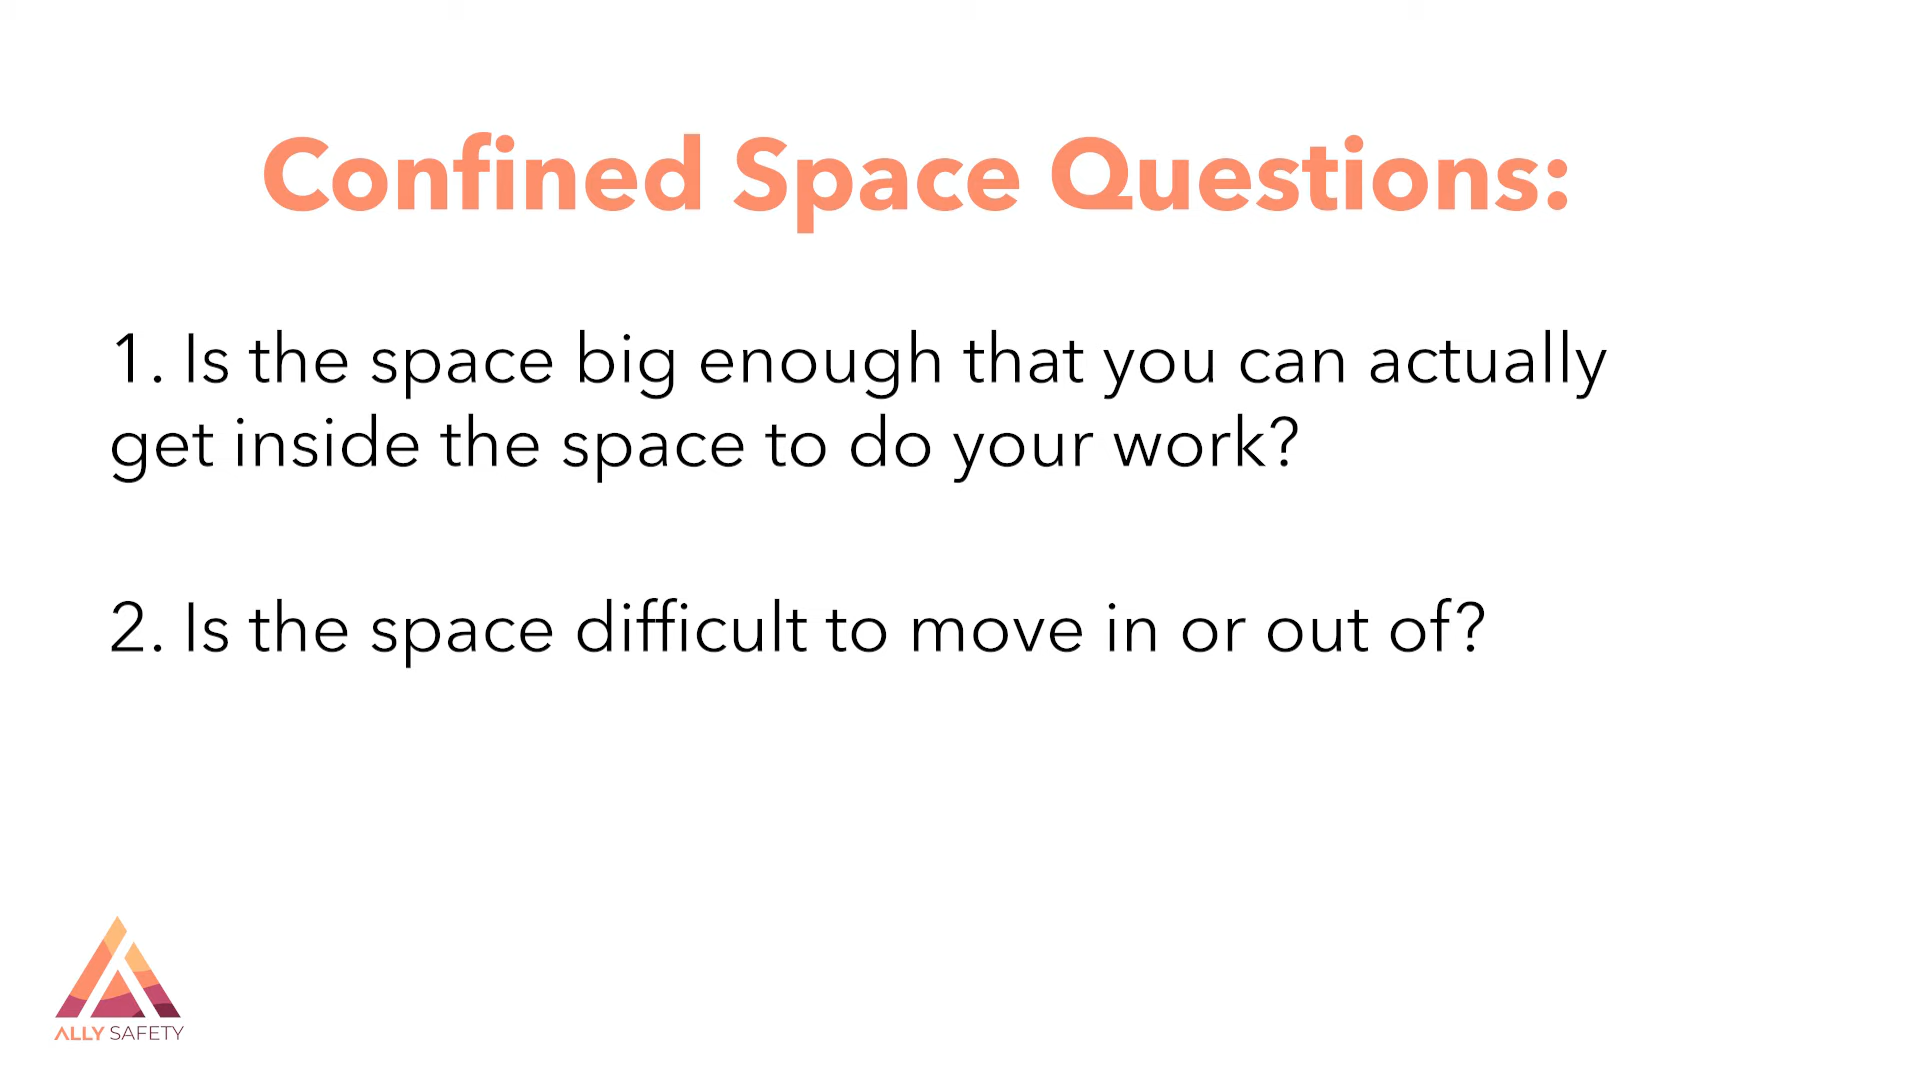 Confined Space Questions:
1. Is the space big enough that you can actually
get inside the space to do your work?
2. Is the space difficult to move in or out of?
ALLY SAFETY